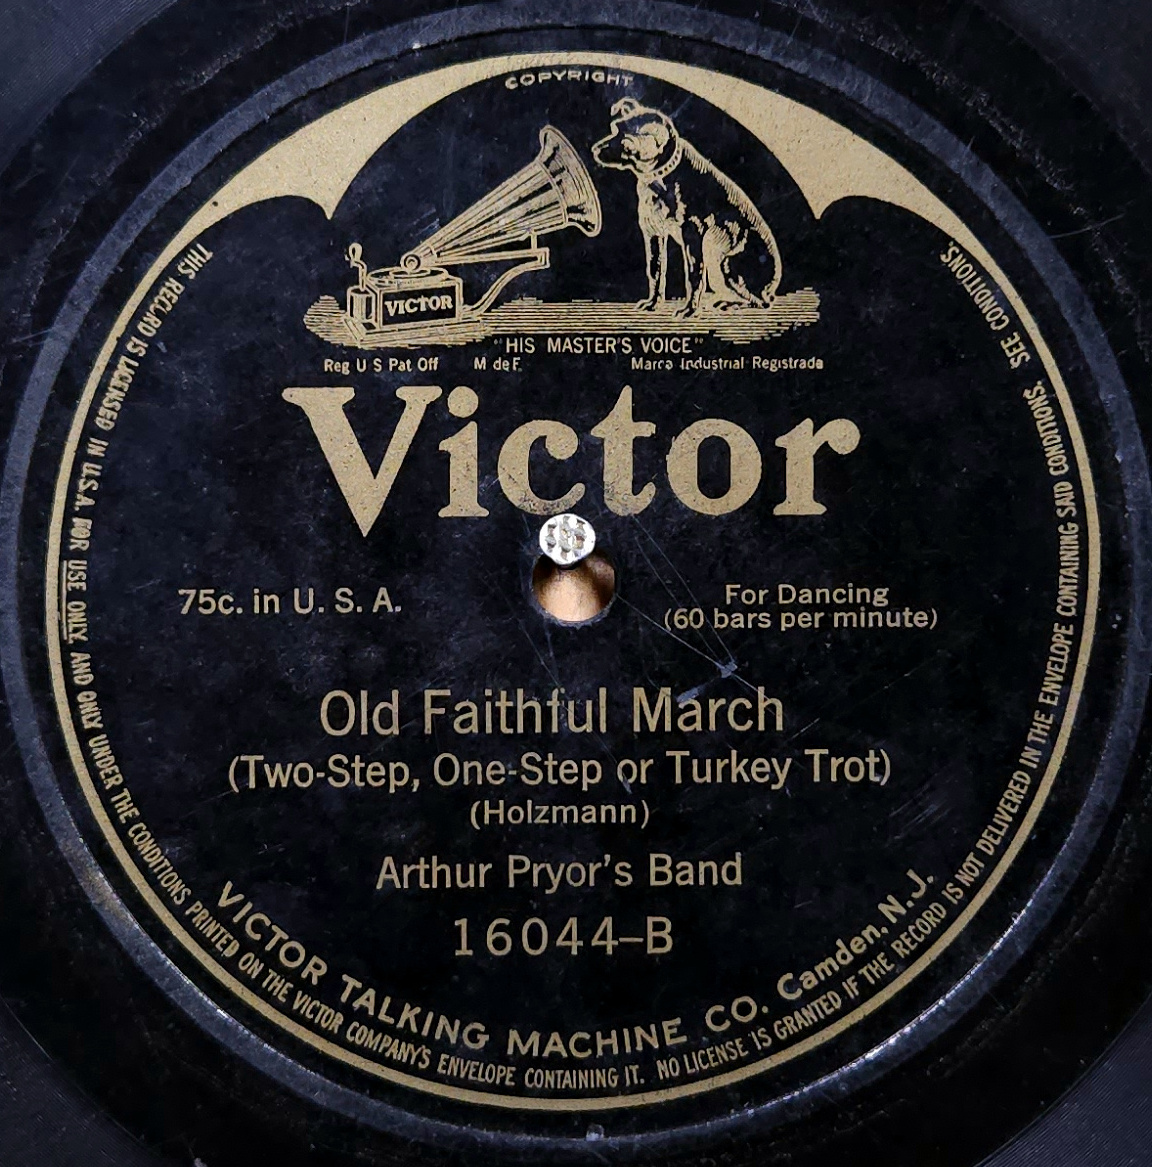 COPYRIGHT
VICTOR
"HIS MASTER'S VOICE"
Reg U S Pat Off M de F. Marca Industrial Registrada
Victor
75c. in U. S. A.
For Dancing
(60 bars per minute)
Old Faithful March
(Two-Step, One-Step or Turkey Trot)
(Holzmann)
Arthur Pryor's Band
16044-B
VICTOR TALKING MACHINE CO. Camden, N. J.
THIS RECORD IS LICENSED IN U.S.A. FOR USE ONLY, AND ONLY UNDER THE CONDITIONS PRINTED ON THE VICTOR COMPANY'S ENVELOPE CONTAINING IT. NO LICENSE IS GRANTED IF THE RECORD IS NOT DELIVERED IN THE ENVELOPE CONTAINING SAID CONDITIONS. SEE CONDITIONS.